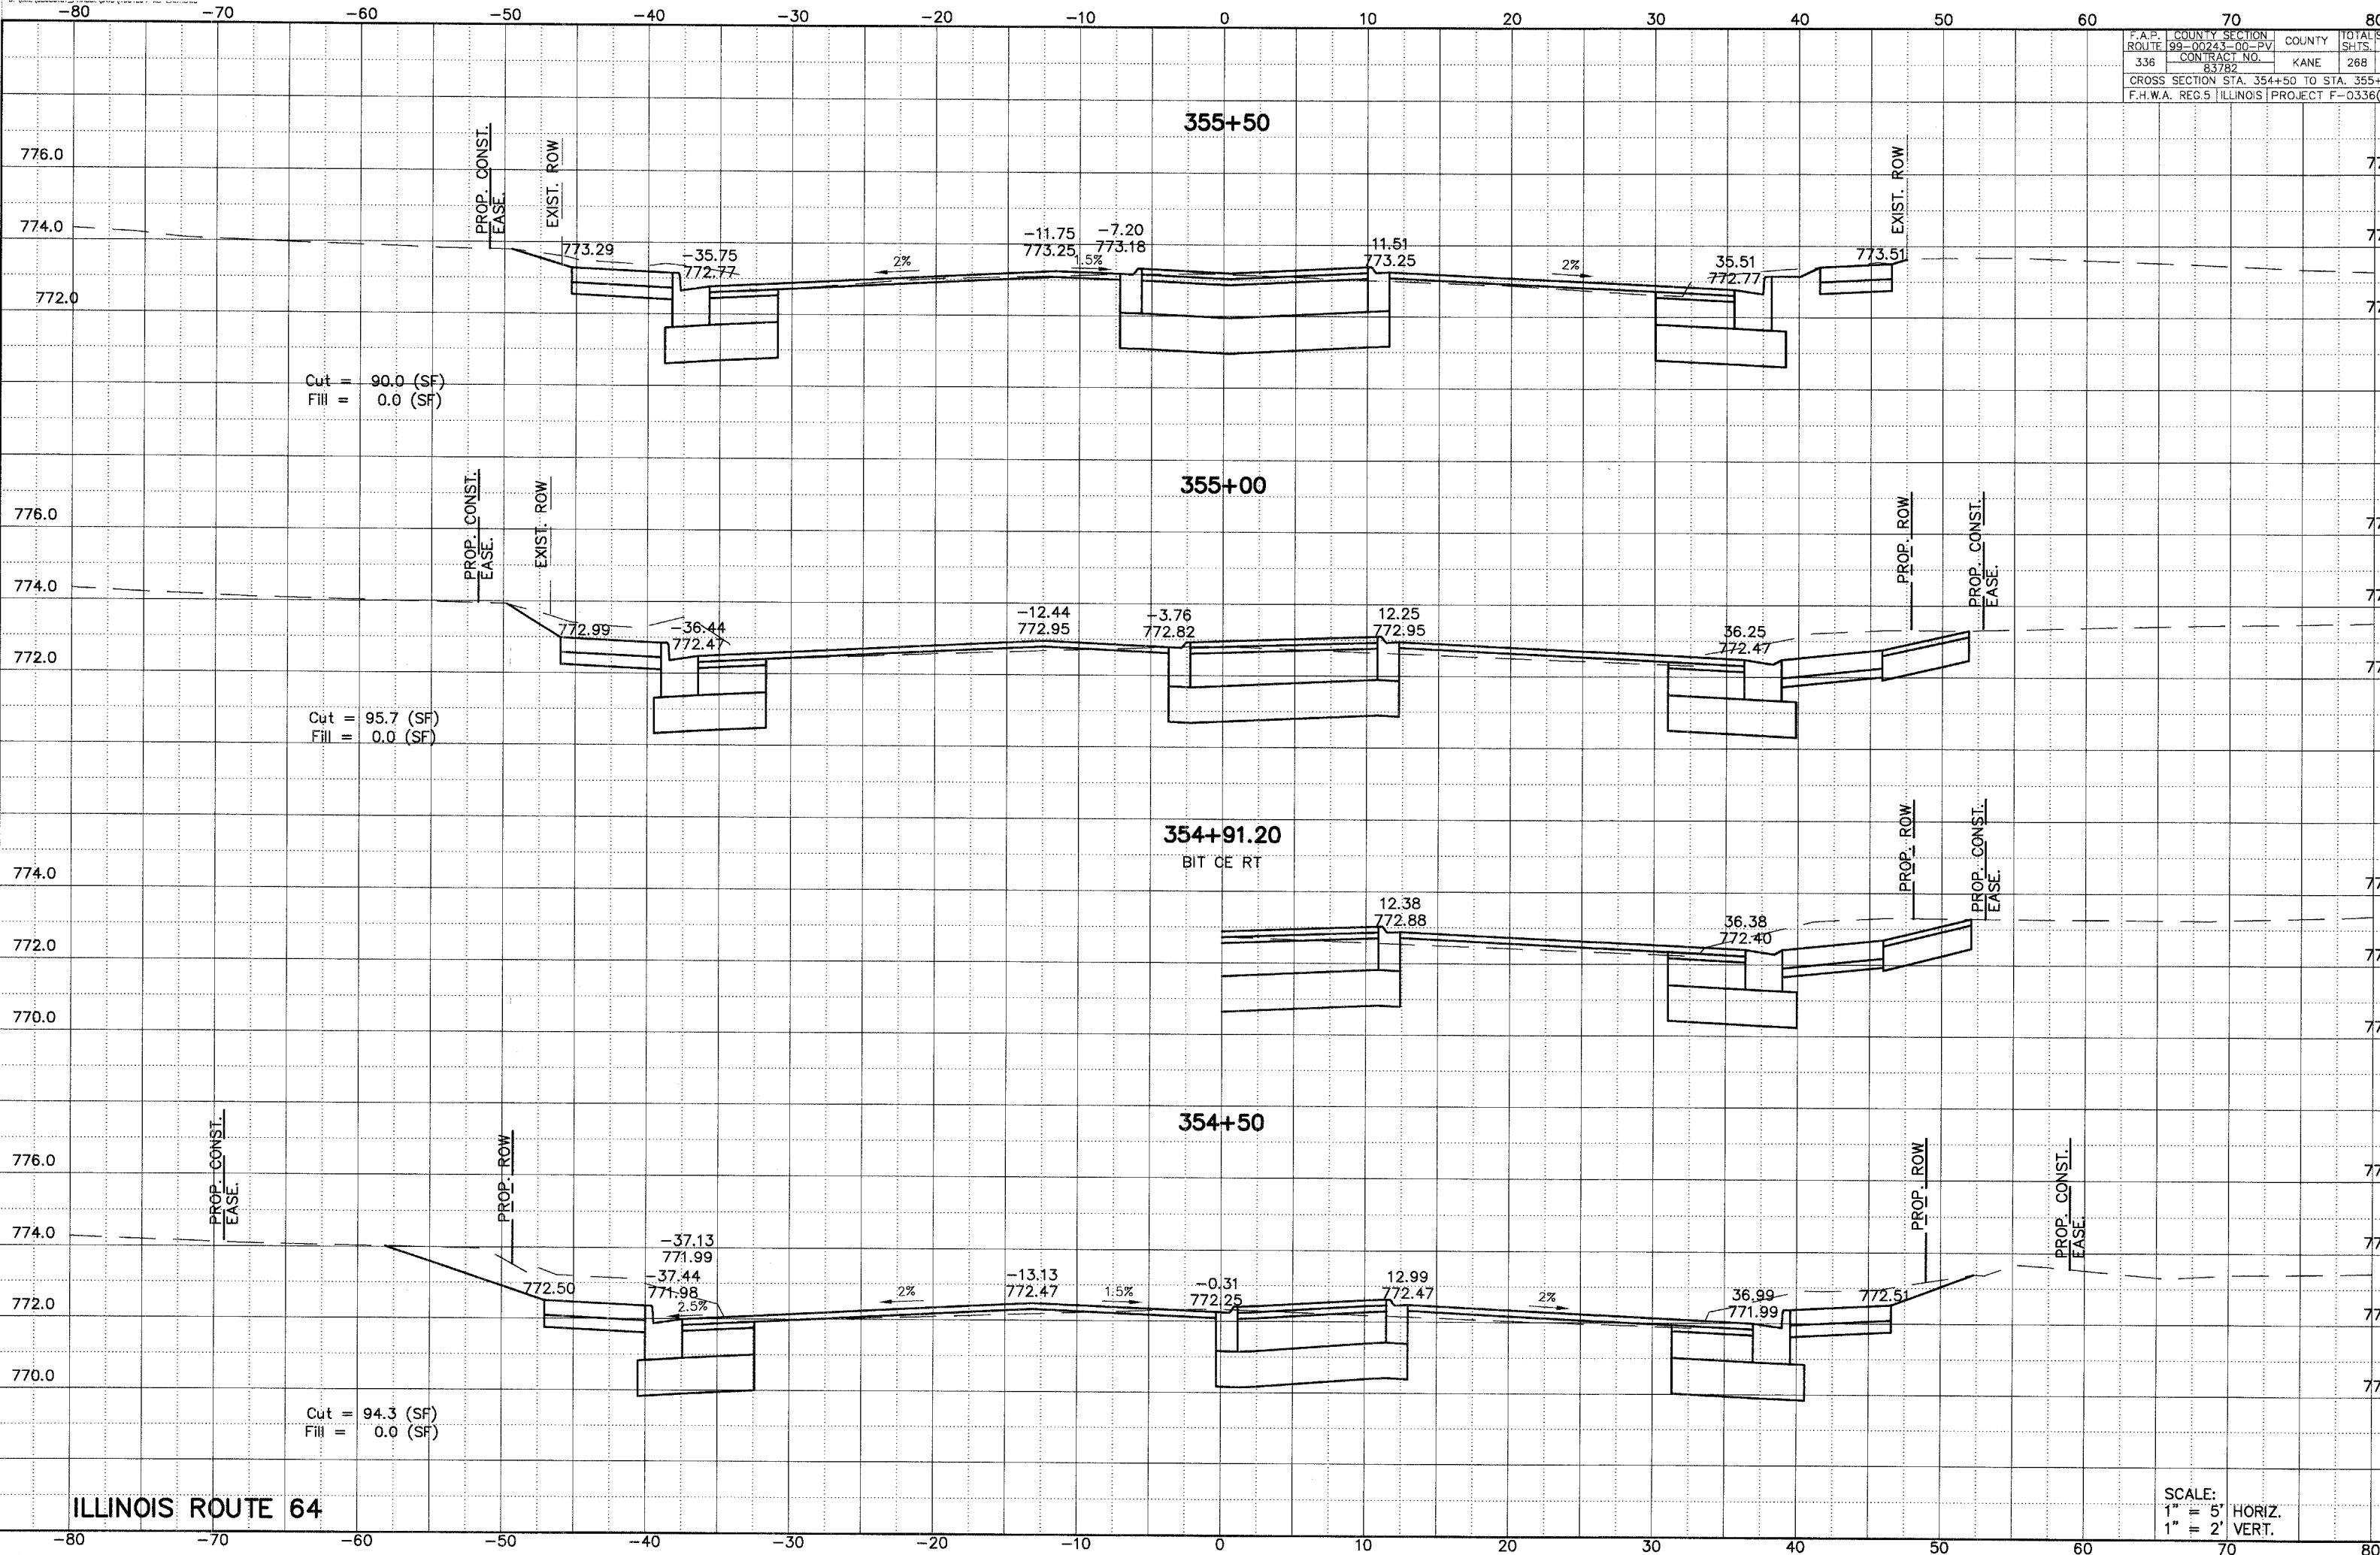 -80 -70 -60 -50 -40 -30 -20 -10 0 10 20 30 40 50 60 70 80
F.A.P. ROUTE COUNTY SECTION COUNTY TOTAL SHTS.
99-00243-00-PV
336 CONTRACT NO. 83782 KANE 268
CROSS SECTION STA. 354+50 TO STA. 355+
F.H.W.A. REG.5 ILLINOIS PROJECT F-0336(
355+50
PROP. CONST. EASE.
EXIST. ROW
EXIST. ROW
776.0
774.0
772.0
773.29
-35.75
772.77
2%
-11.75
773.25
1.5%
-7.20
773.18
11.51
773.25
2%
35.51
772.77
773.51
Cut = 90.0 (SF)
Fill = 0.0 (SF)
355+00
PROP. CONST. EASE.
EXIST. ROW
PROP. ROW
PROP. CONST. EASE.
776.0
774.0
772.0
772.99
-36.44
772.47
-12.44
772.95
-3.76
772.82
12.25
772.95
36.25
772.47
Cut = 95.7 (SF)
Fill = 0.0 (SF)
354+91.20
BIT CE RT
PROP. ROW
PROP. CONST. EASE.
774.0
772.0
770.0
12.38
772.88
36.38
772.40
354+50
PROP. CONST. EASE.
PROP. ROW
PROP. ROW
PROP. CONST. EASE.
776.0
774.0
772.0
770.0
772.50
-37.13
771.99
-37.44
771.98
2.5%
2%
-13.13
772.47
1.5%
-0.31
772.25
12.99
772.47
2%
36.99
771.99
772.51
Cut = 94.3 (SF)
Fill = 0.0 (SF)
ILLINOIS ROUTE 64
SCALE:
1" = 5' HORIZ.
1" = 2' VERT.
-80 -70 -60 -50 -40 -30 -20 -10 0 10 20 30 40 50 60 70 80